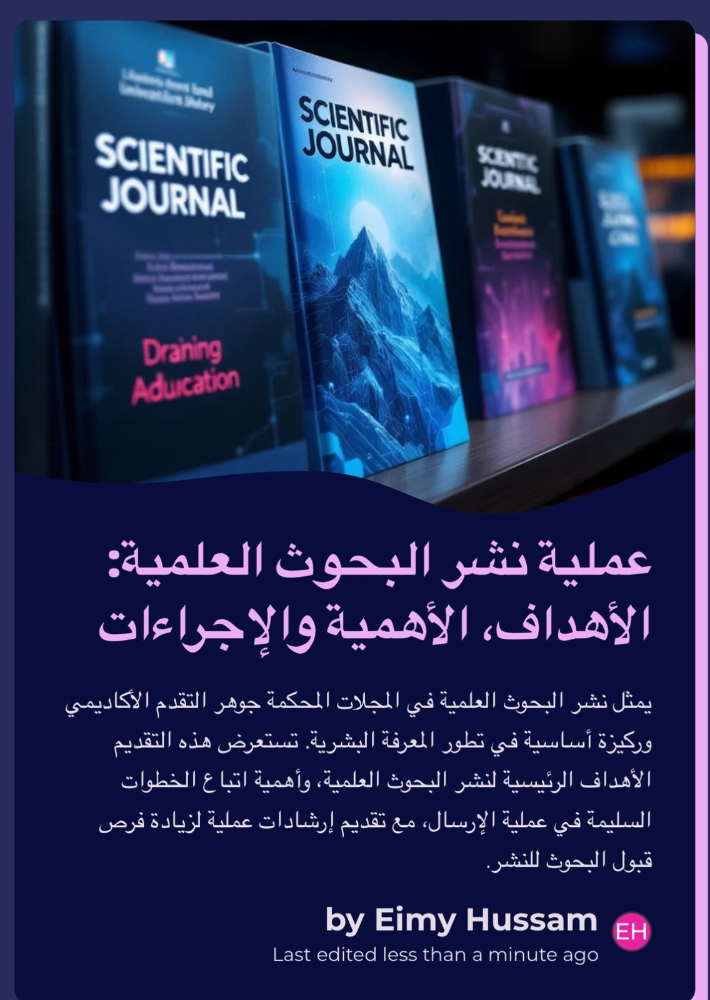 SCIENTIFIC
JOURNAL
Draining
Aducation
SCIENTIFIC
JOURNAL
SCIENTIC
JOURNAL
عملية نشر البحوث العلمية:
الأهداف، الأهمية والإجراءات
يمثل نشر البحوث العلمية في المجلات المحكمة جوهر التقدم الأكاديمي
وركيزة أساسية في تطور المعرفة البشرية. تستعرض هذه التقديم
الأهداف الرئيسية لنشر البحوث العلمية، وأهمية اتباع الخطوات
السليمة في عملية الإرسال، مع تقديم إرشادات عملية لزيادة فرص
قبول البحوث للنشر.
by Eimy Hussam
EH
Last edited less than a minute ago